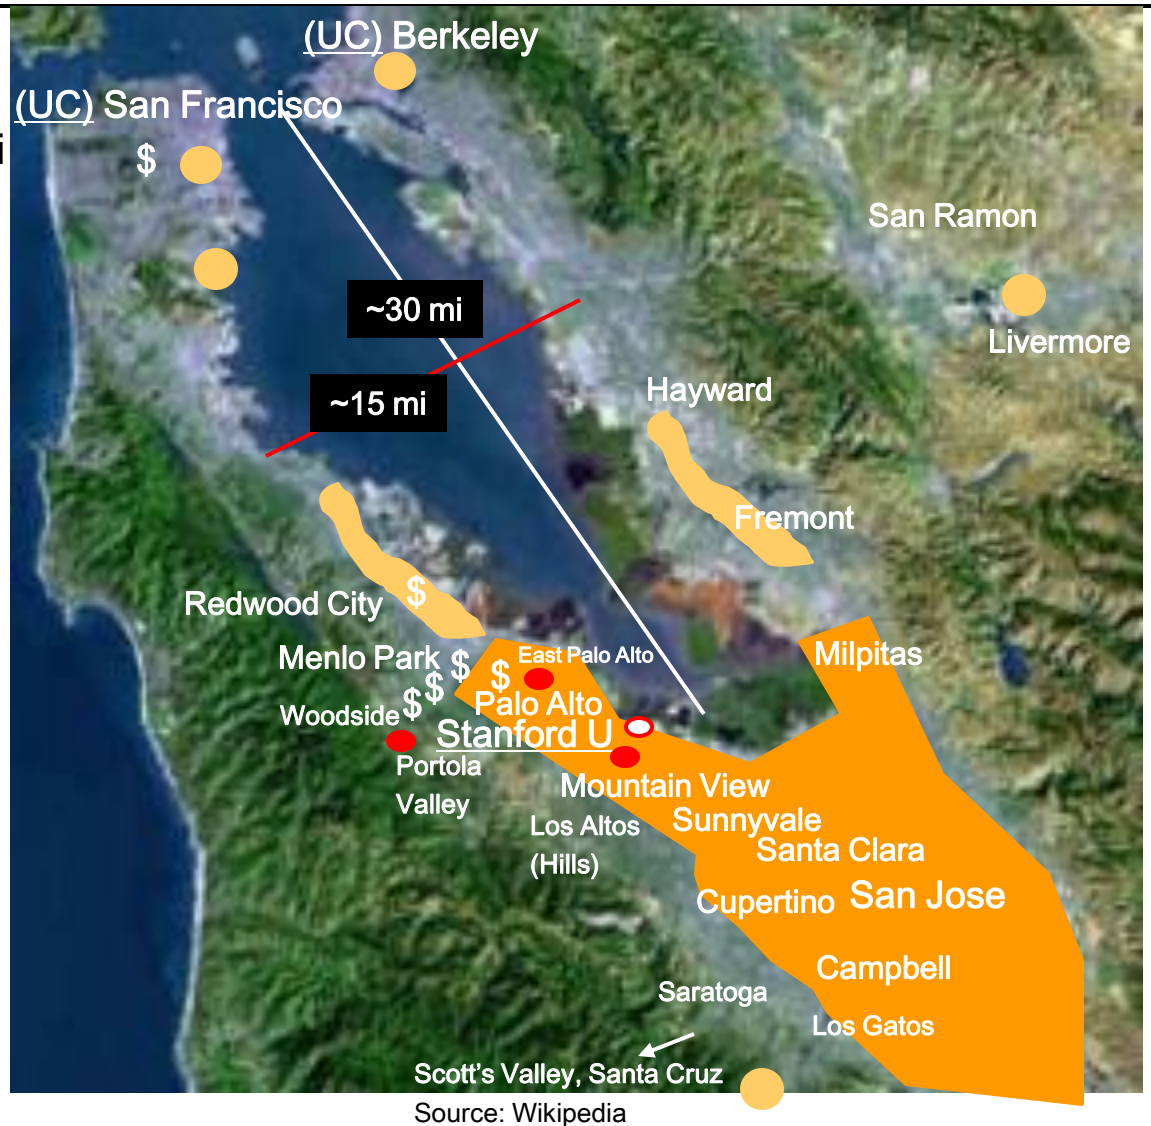 (UC) Berkeley
(UC) San Francisco
i
$
San Ramon
~30 mi
Livermore
~15 mi
Hayward
Fremont
$
Redwood City
Menlo Park
$
East Palo Alto
Milpitas
$
$
$
Palo Alto
Woodside
Stanford U
Portola
Valley
Mountain View
Los Altos
(Hills)
Sunnyvale
Santa Clara
Cupertino
San Jose
Campbell
Saratoga
Los Gatos
Scott's Valley, Santa Cruz
Source: Wikipedia